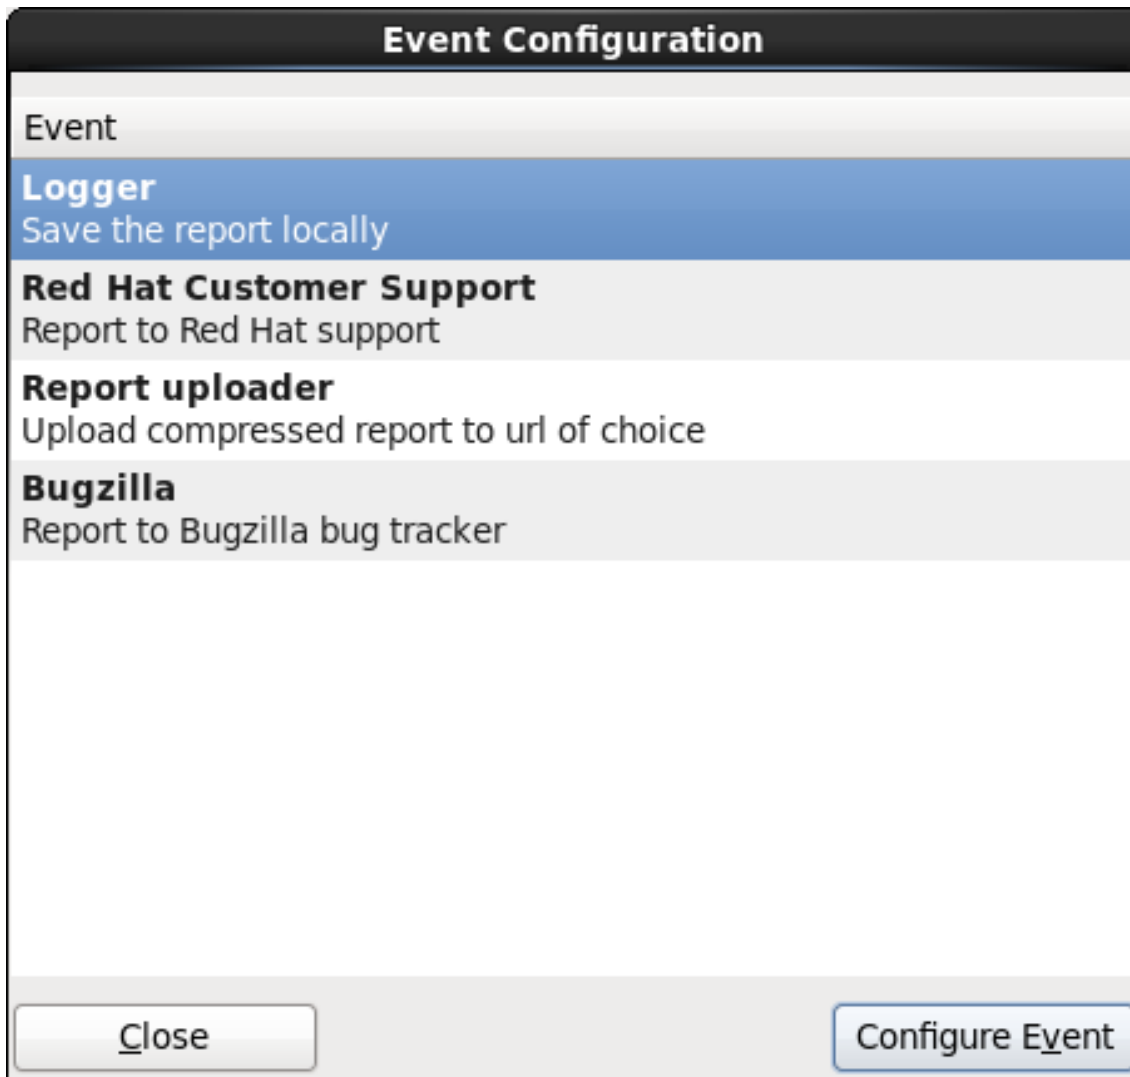 Event Configuration
Event
Logger
Save the report locally
Red Hat Customer Support
Report to Red Hat support
Report uploader
Upload compressed report to url of choice
Bugzilla
Report to Bugzilla bug tracker
Close
Configure Event